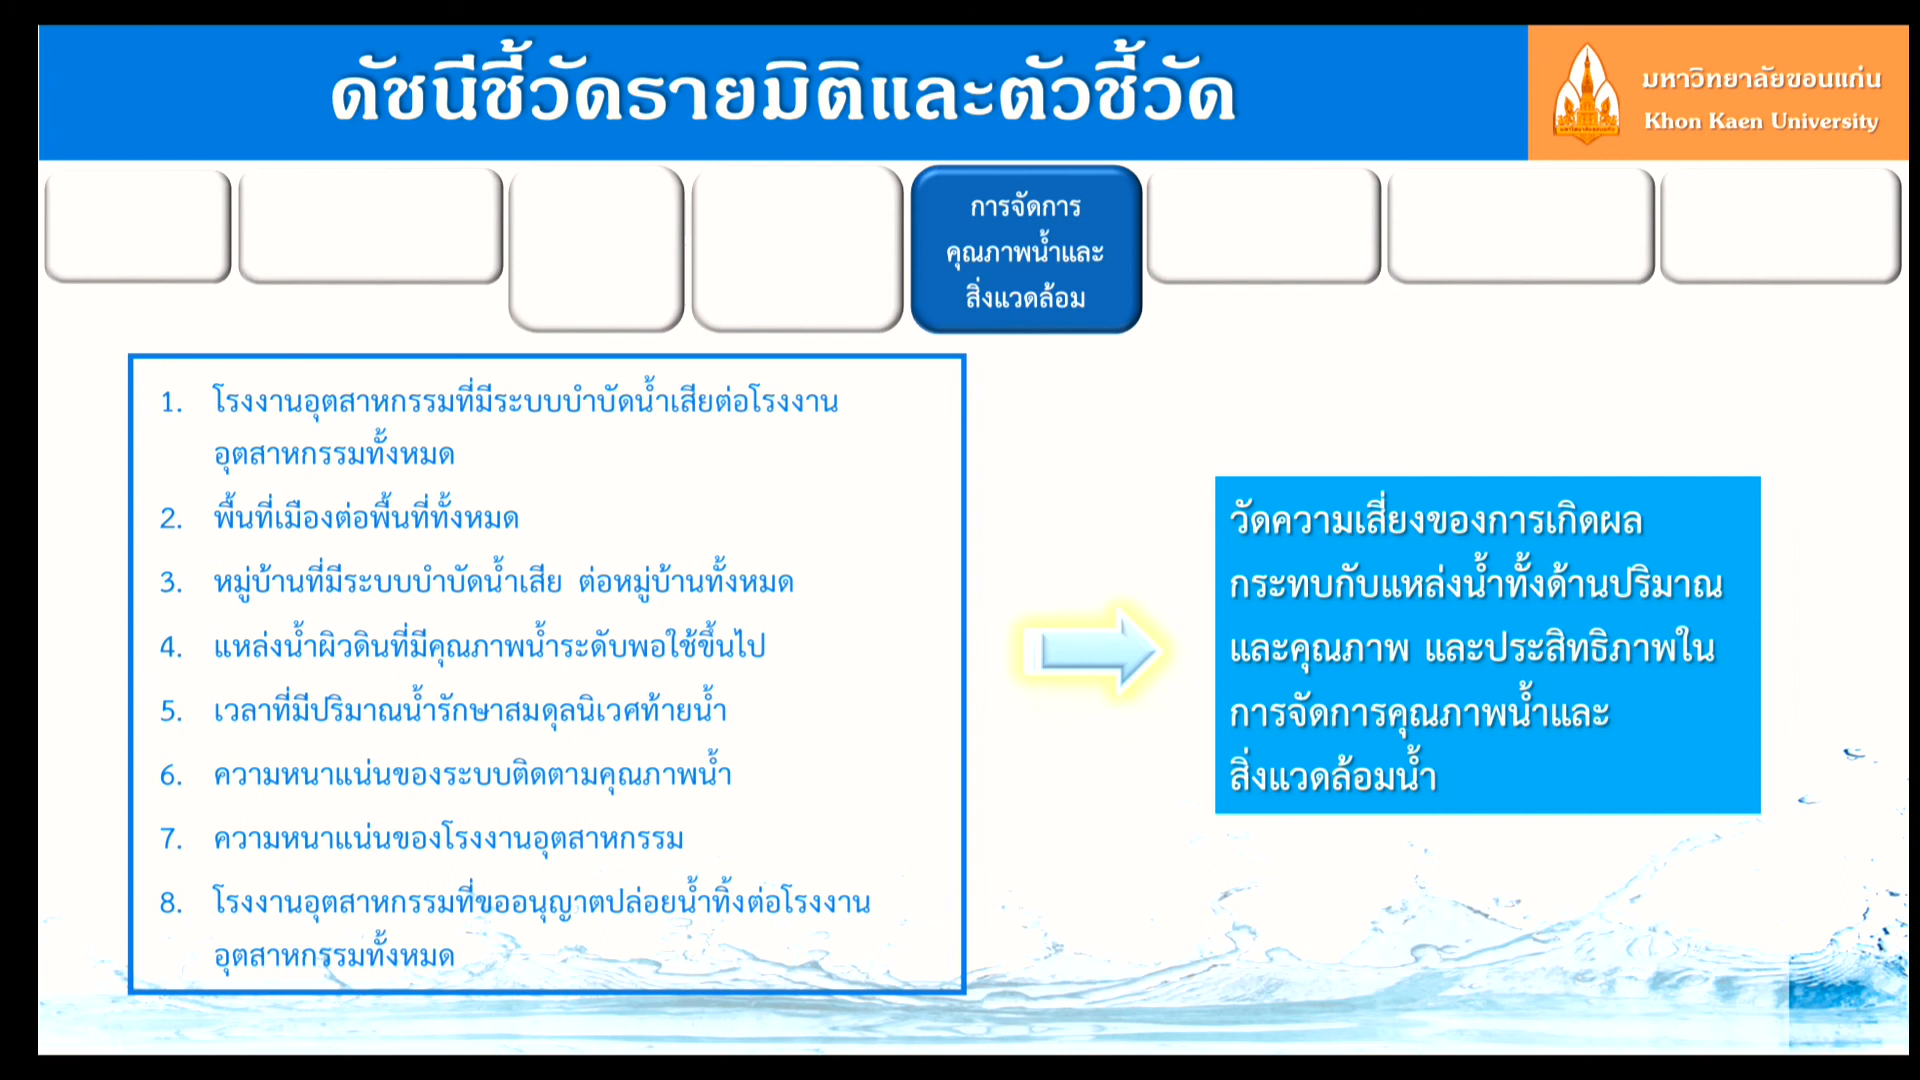 ดัชนีชี้วัดรายมิติและตัวชี้วัด
มหาวิทยาลัยขอนแก่น
Khon Kaen University
การจัดการ
คุณภาพน้ำและ
สิ่งแวดล้อม
1. โรงงานอุตสาหกรรมที่มีระบบบำบัดน้ำเสียต่อโรงงาน
อุตสาหกรรมทั้งหมด
2. พื้นที่เมืองต่อพื้นที่ทั้งหมด
3. หมู่บ้านที่มีระบบบำบัดน้ำเสีย ต่อหมู่บ้านทั้งหมด
4. แหล่งน้ำผิวดินที่มีคุณภาพน้ำระดับพอใช้ขึ้นไป
5. เวลาที่มีปริมาณน้ำรักษาสมดุลนิเวศท้ายน้ำ
6. ความหนาแน่นของระบบติดตามคุณภาพน้ำ
7. ความหนาแน่นของโรงงานอุตสาหกรรม
8. โรงงานอุตสาหกรรมที่ขออนุญาตปล่อยน้ำทิ้งต่อโรงงาน
อุตสาหกรรมทั้งหมด
วัดความเสี่ยงของการเกิดผล
กระทบกับแหล่งน้ำทั้งด้านปริมาณ
และคุณภาพ และประสิทธิภาพใน
การจัดการคุณภาพน้ำและ
สิ่งแวดล้อมน้ำ